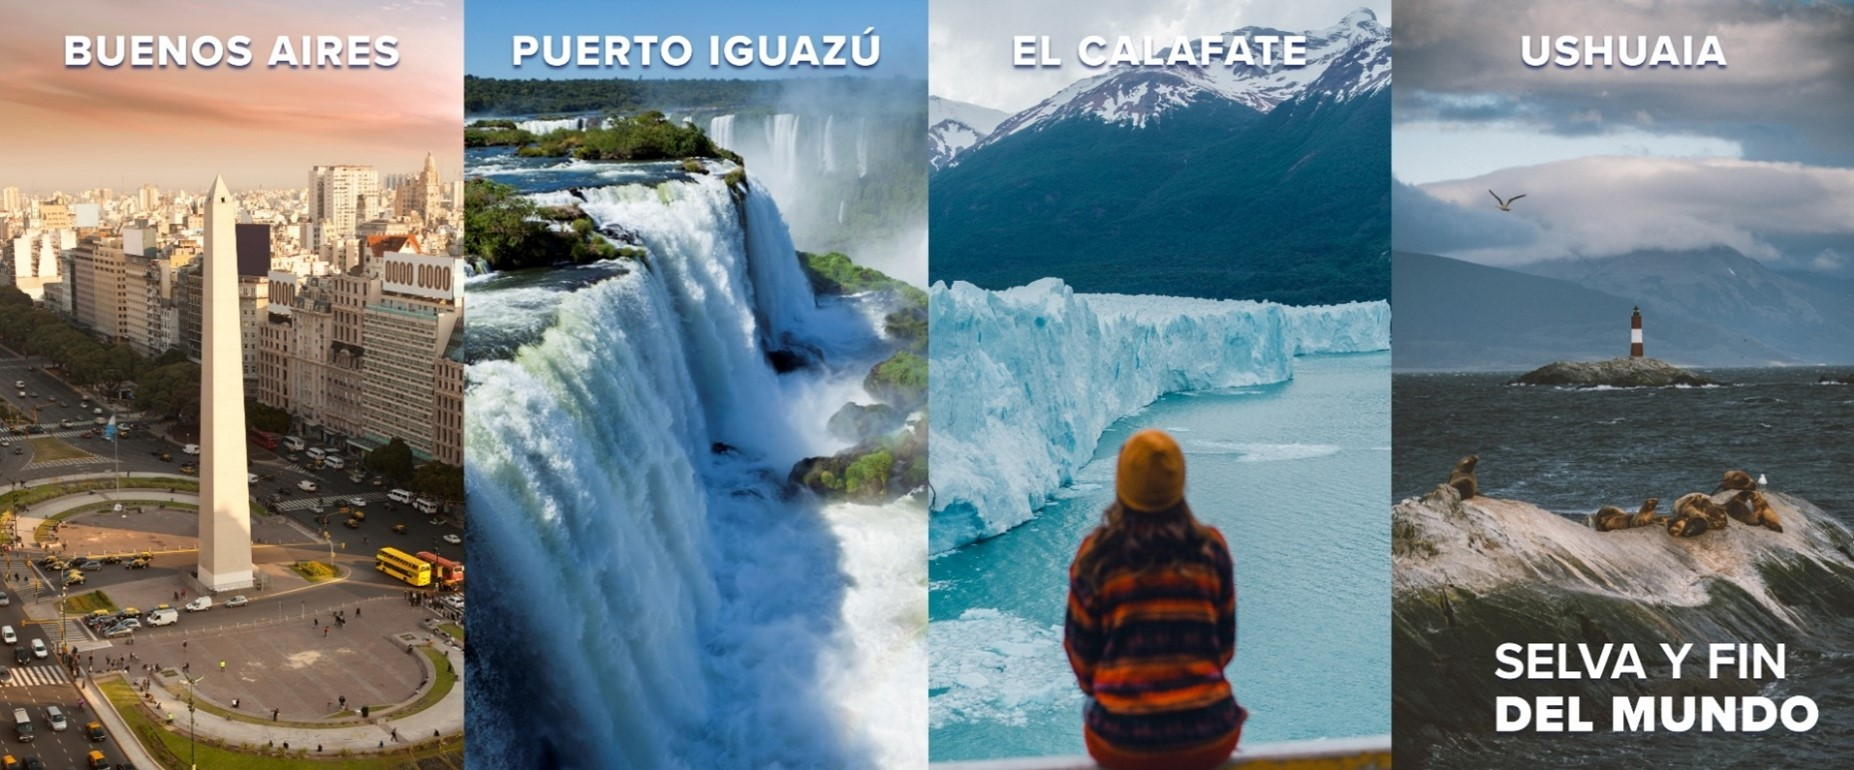 BUENOS AIRES
PUERTO IGUAZÚ
EL CALAFATE
USHUAIA
SELVA Y FIN
DEL MUNDO